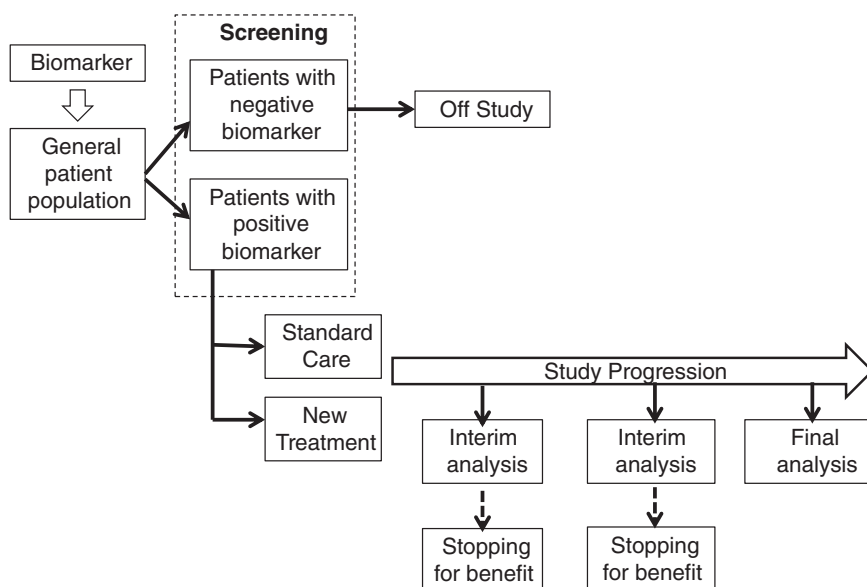 Screening
Biomarker
General
patient
population
Patients with
negative
biomarker
Off Study
Patients with
positive
biomarker
Standard
Care
New
Treatment
Study Progression
Interim
analysis
Interim
analysis
Final
analysis
Stopping
for benefit
Stopping
for benefit